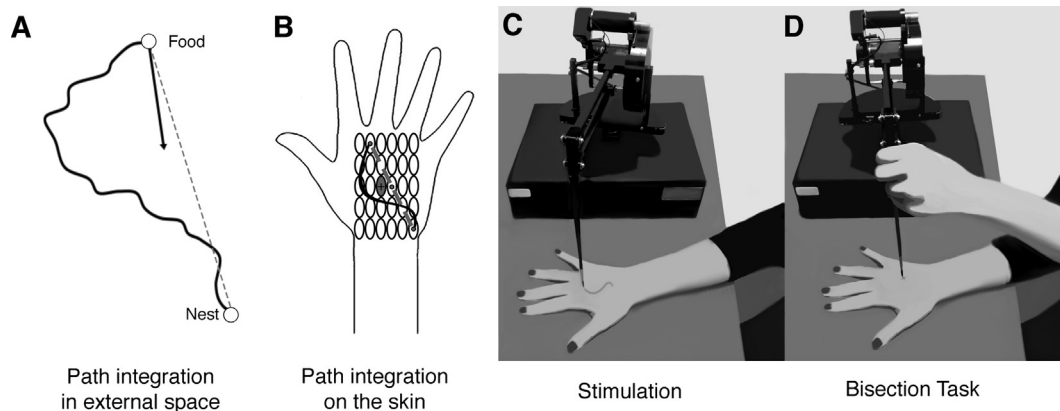 A
Food
Nest
Path integration
in external space
B
Path integration
on the skin
C
Stimulation
D
Bisection Task